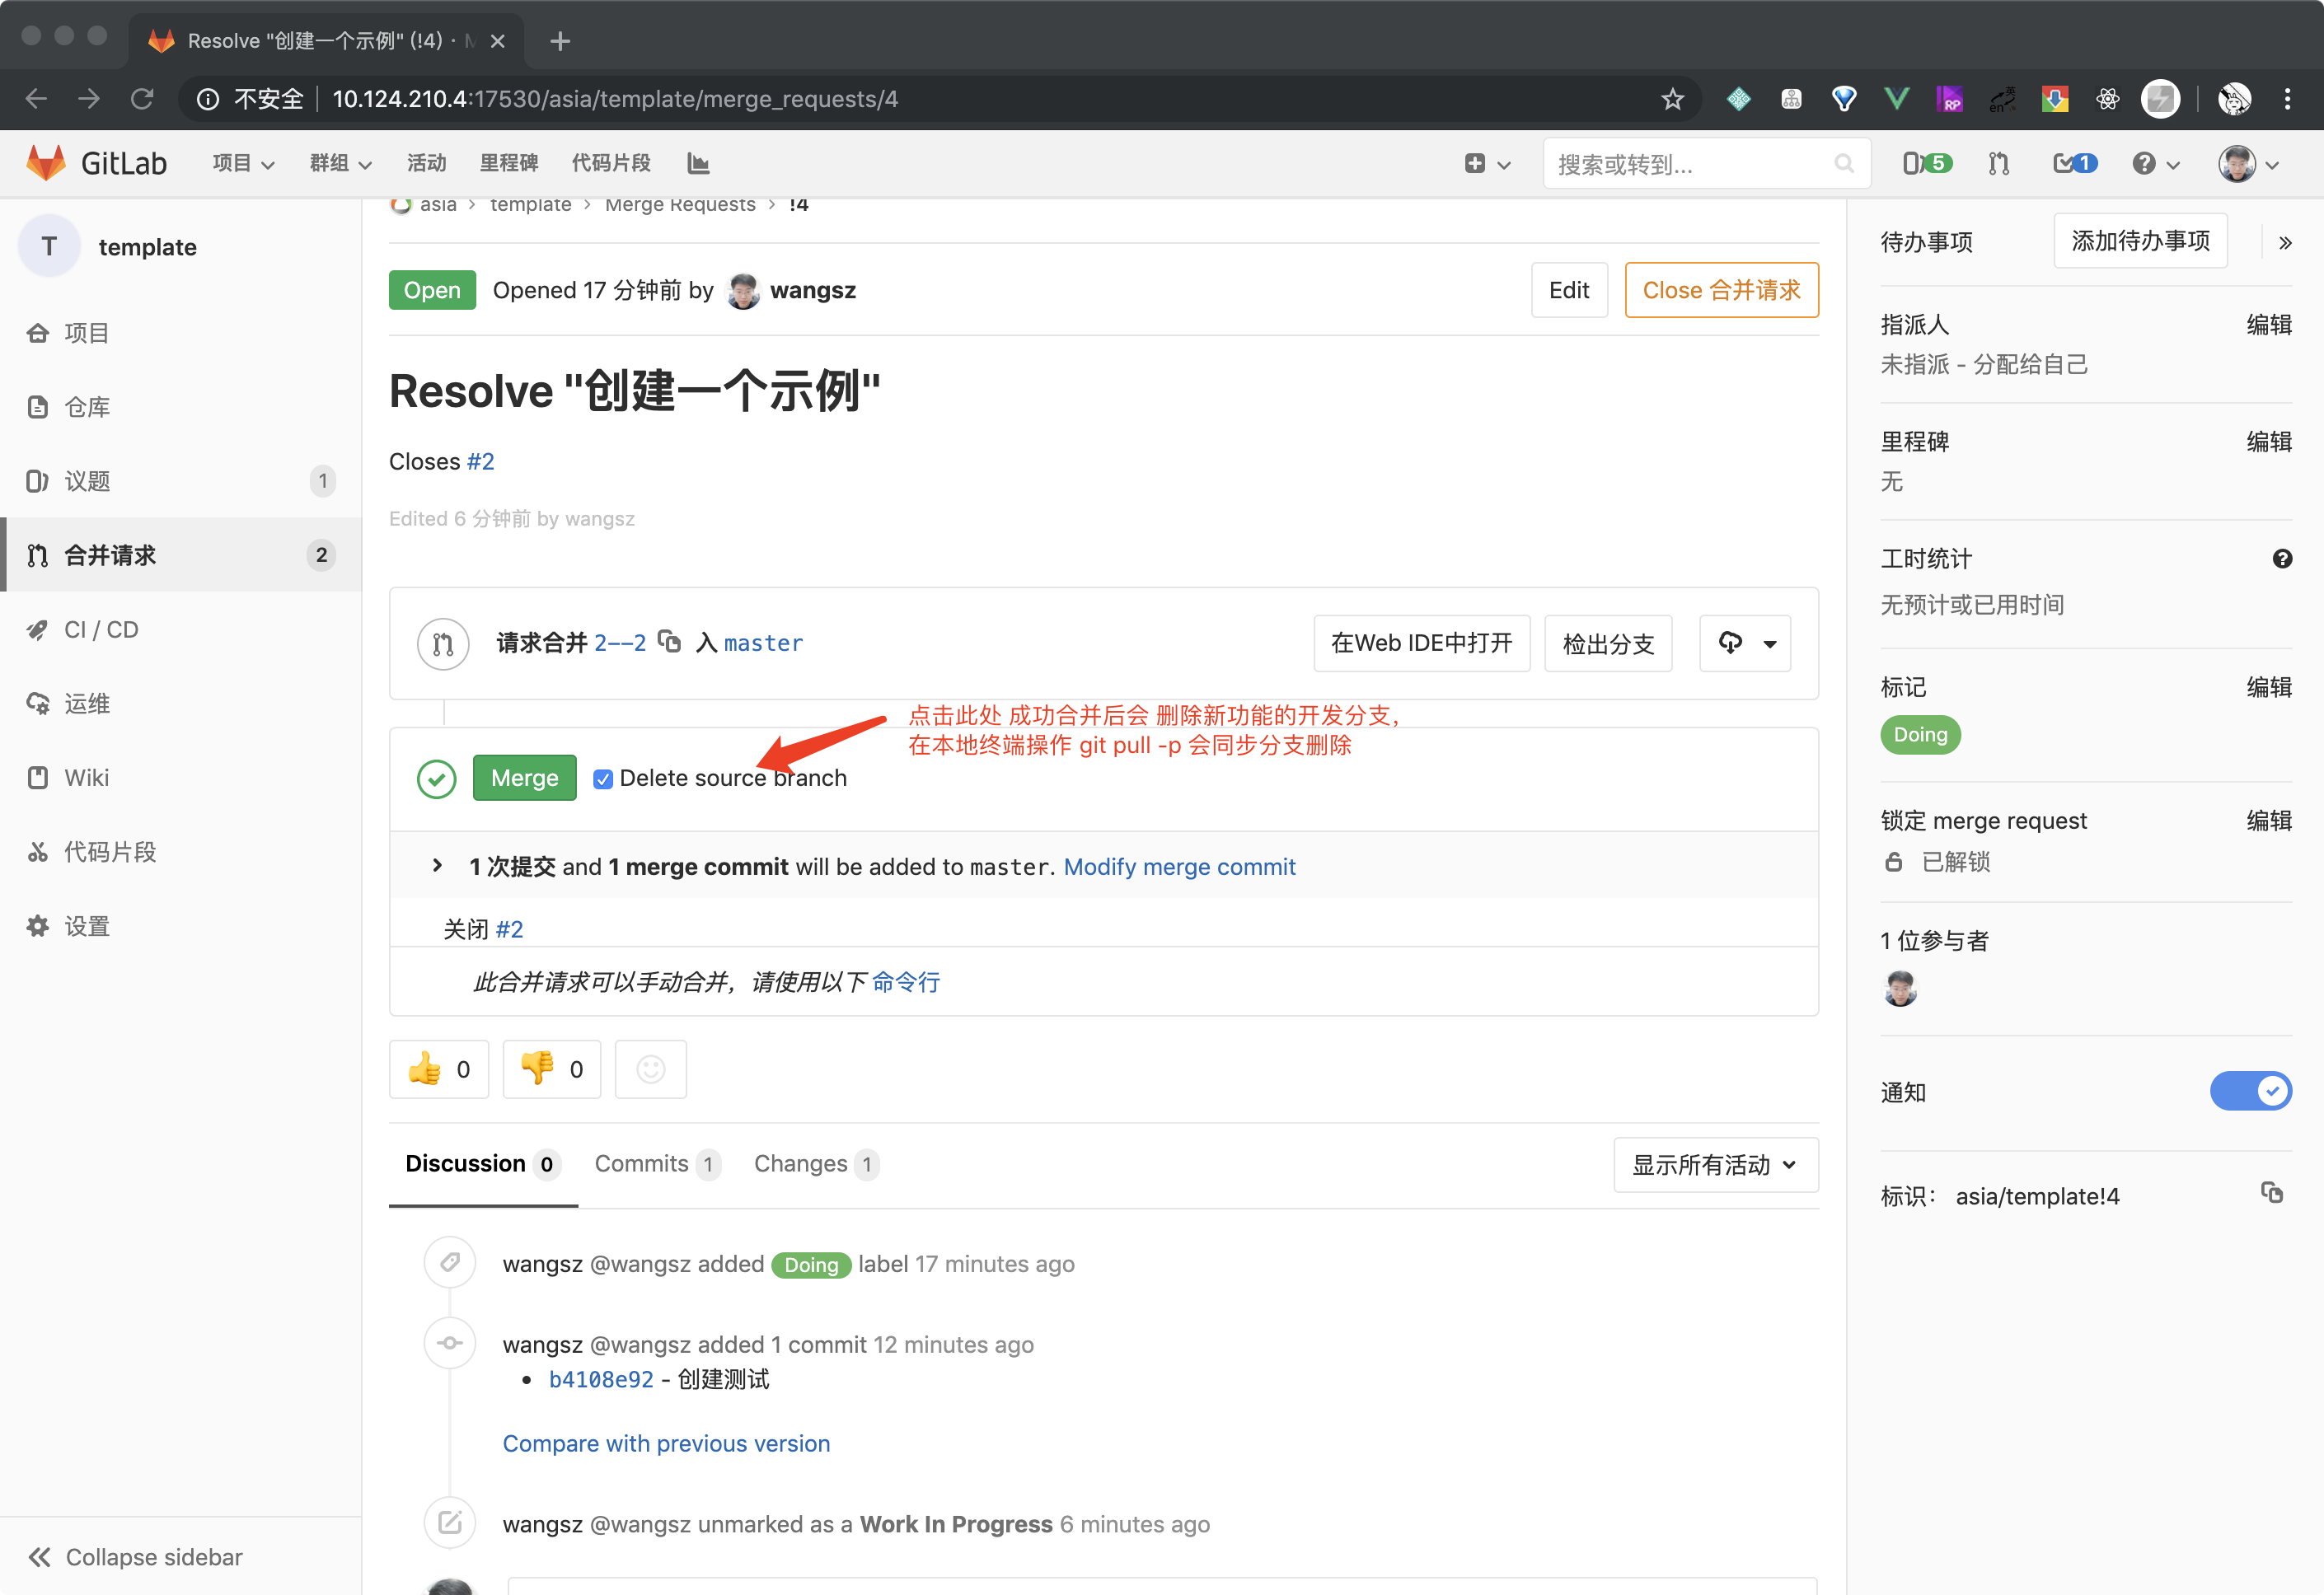 Resolve "创建一个示例" (!4) ·
不安全 10.124.210.4:17530/asia/template/merge_requests/4
GitLab 项目 群组 活动 里程碑 代码片段 搜索或转到... 5 1
asia › template › Merge Requests › !4
T template
项目
仓库
议题 1
合并请求 2
CI / CD
运维
Wiki
代码片段
设置
Collapse sidebar
Open Opened 17 分钟前 by wangsz Edit Close 合并请求
Resolve "创建一个示例"
Closes #2
Edited 6 分钟前 by wangsz
请求合并 2--2 入 master 在Web IDE中打开 检出分支
点击此处 成功合并后会 删除新功能的开发分支,
在本地终端操作 git pull -p 会同步分支删除
Merge Delete source branch
1 次提交 and 1 merge commit will be added to master. Modify merge commit
关闭 #2
此合并请求可以手动合并，请使用以下 命令行
0 0
Discussion 0 Commits 1 Changes 1 显示所有活动
wangsz @wangsz added Doing label 17 minutes ago
wangsz @wangsz added 1 commit 12 minutes ago
• b4108e92 - 创建测试
Compare with previous version
wangsz @wangsz unmarked as a Work In Progress 6 minutes ago
待办事项 添加待办事项 »
指派人 编辑
未指派 - 分配给自己
里程碑 编辑
无
工时统计
无预计或已用时间
标记 编辑
Doing
锁定 merge request 编辑
已解锁
1 位参与者
通知
标识： asia/template!4